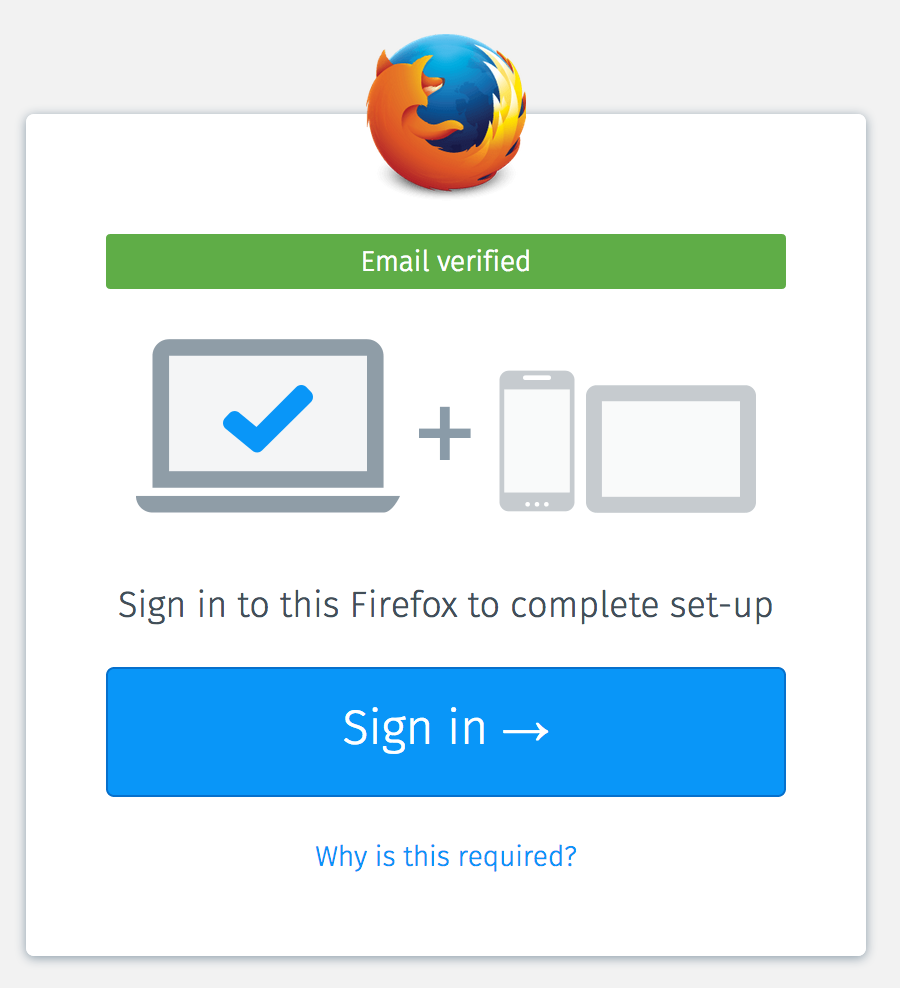 Email verified
Sign in to this Firefox to complete set-up
Sign in →
Why is this required?